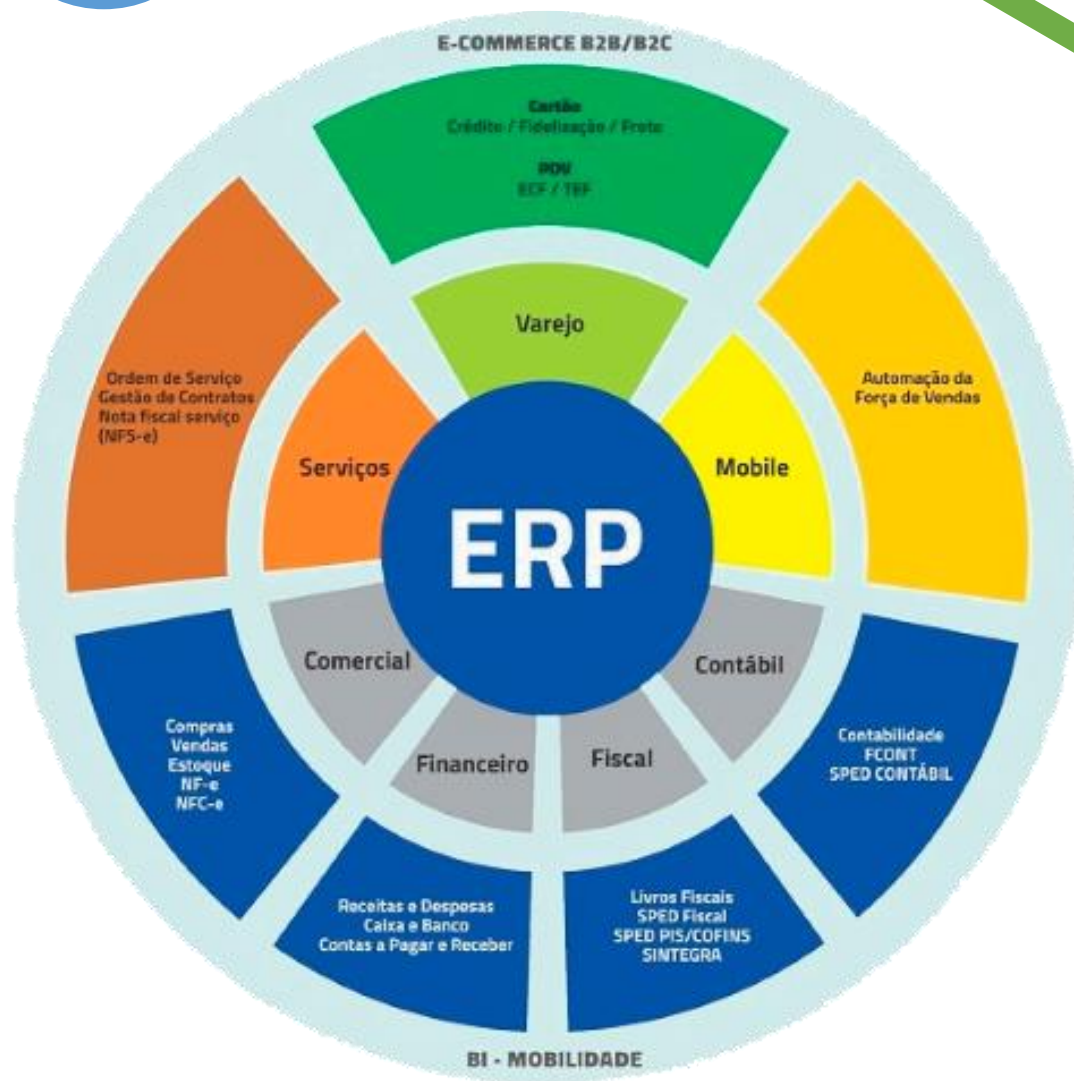 E-COMMERCE B2B/B2C
Cartão
Crédito / Fidelização / Frota
PDV
ECF / TEF
Varejo
Ordem de Serviço
Gestão de Contratos
Nota fiscal serviço
(NFS-e)
Serviços
Automação da
Força de Vendas
Mobile
ERP
Comercial
Contábil
Financeiro
Fiscal
Compras
Vendas
Estoque
NF-e
NFC-e
Contabilidade
FCONT
SPED CONTÁBIL
Receitas e Despesas
Caixa e Banco
Contas a Pagar e Receber
Livros Fiscais
SPED Fiscal
SPED PIS/COFINS
SINTEGRA
BI - MOBILIDADE